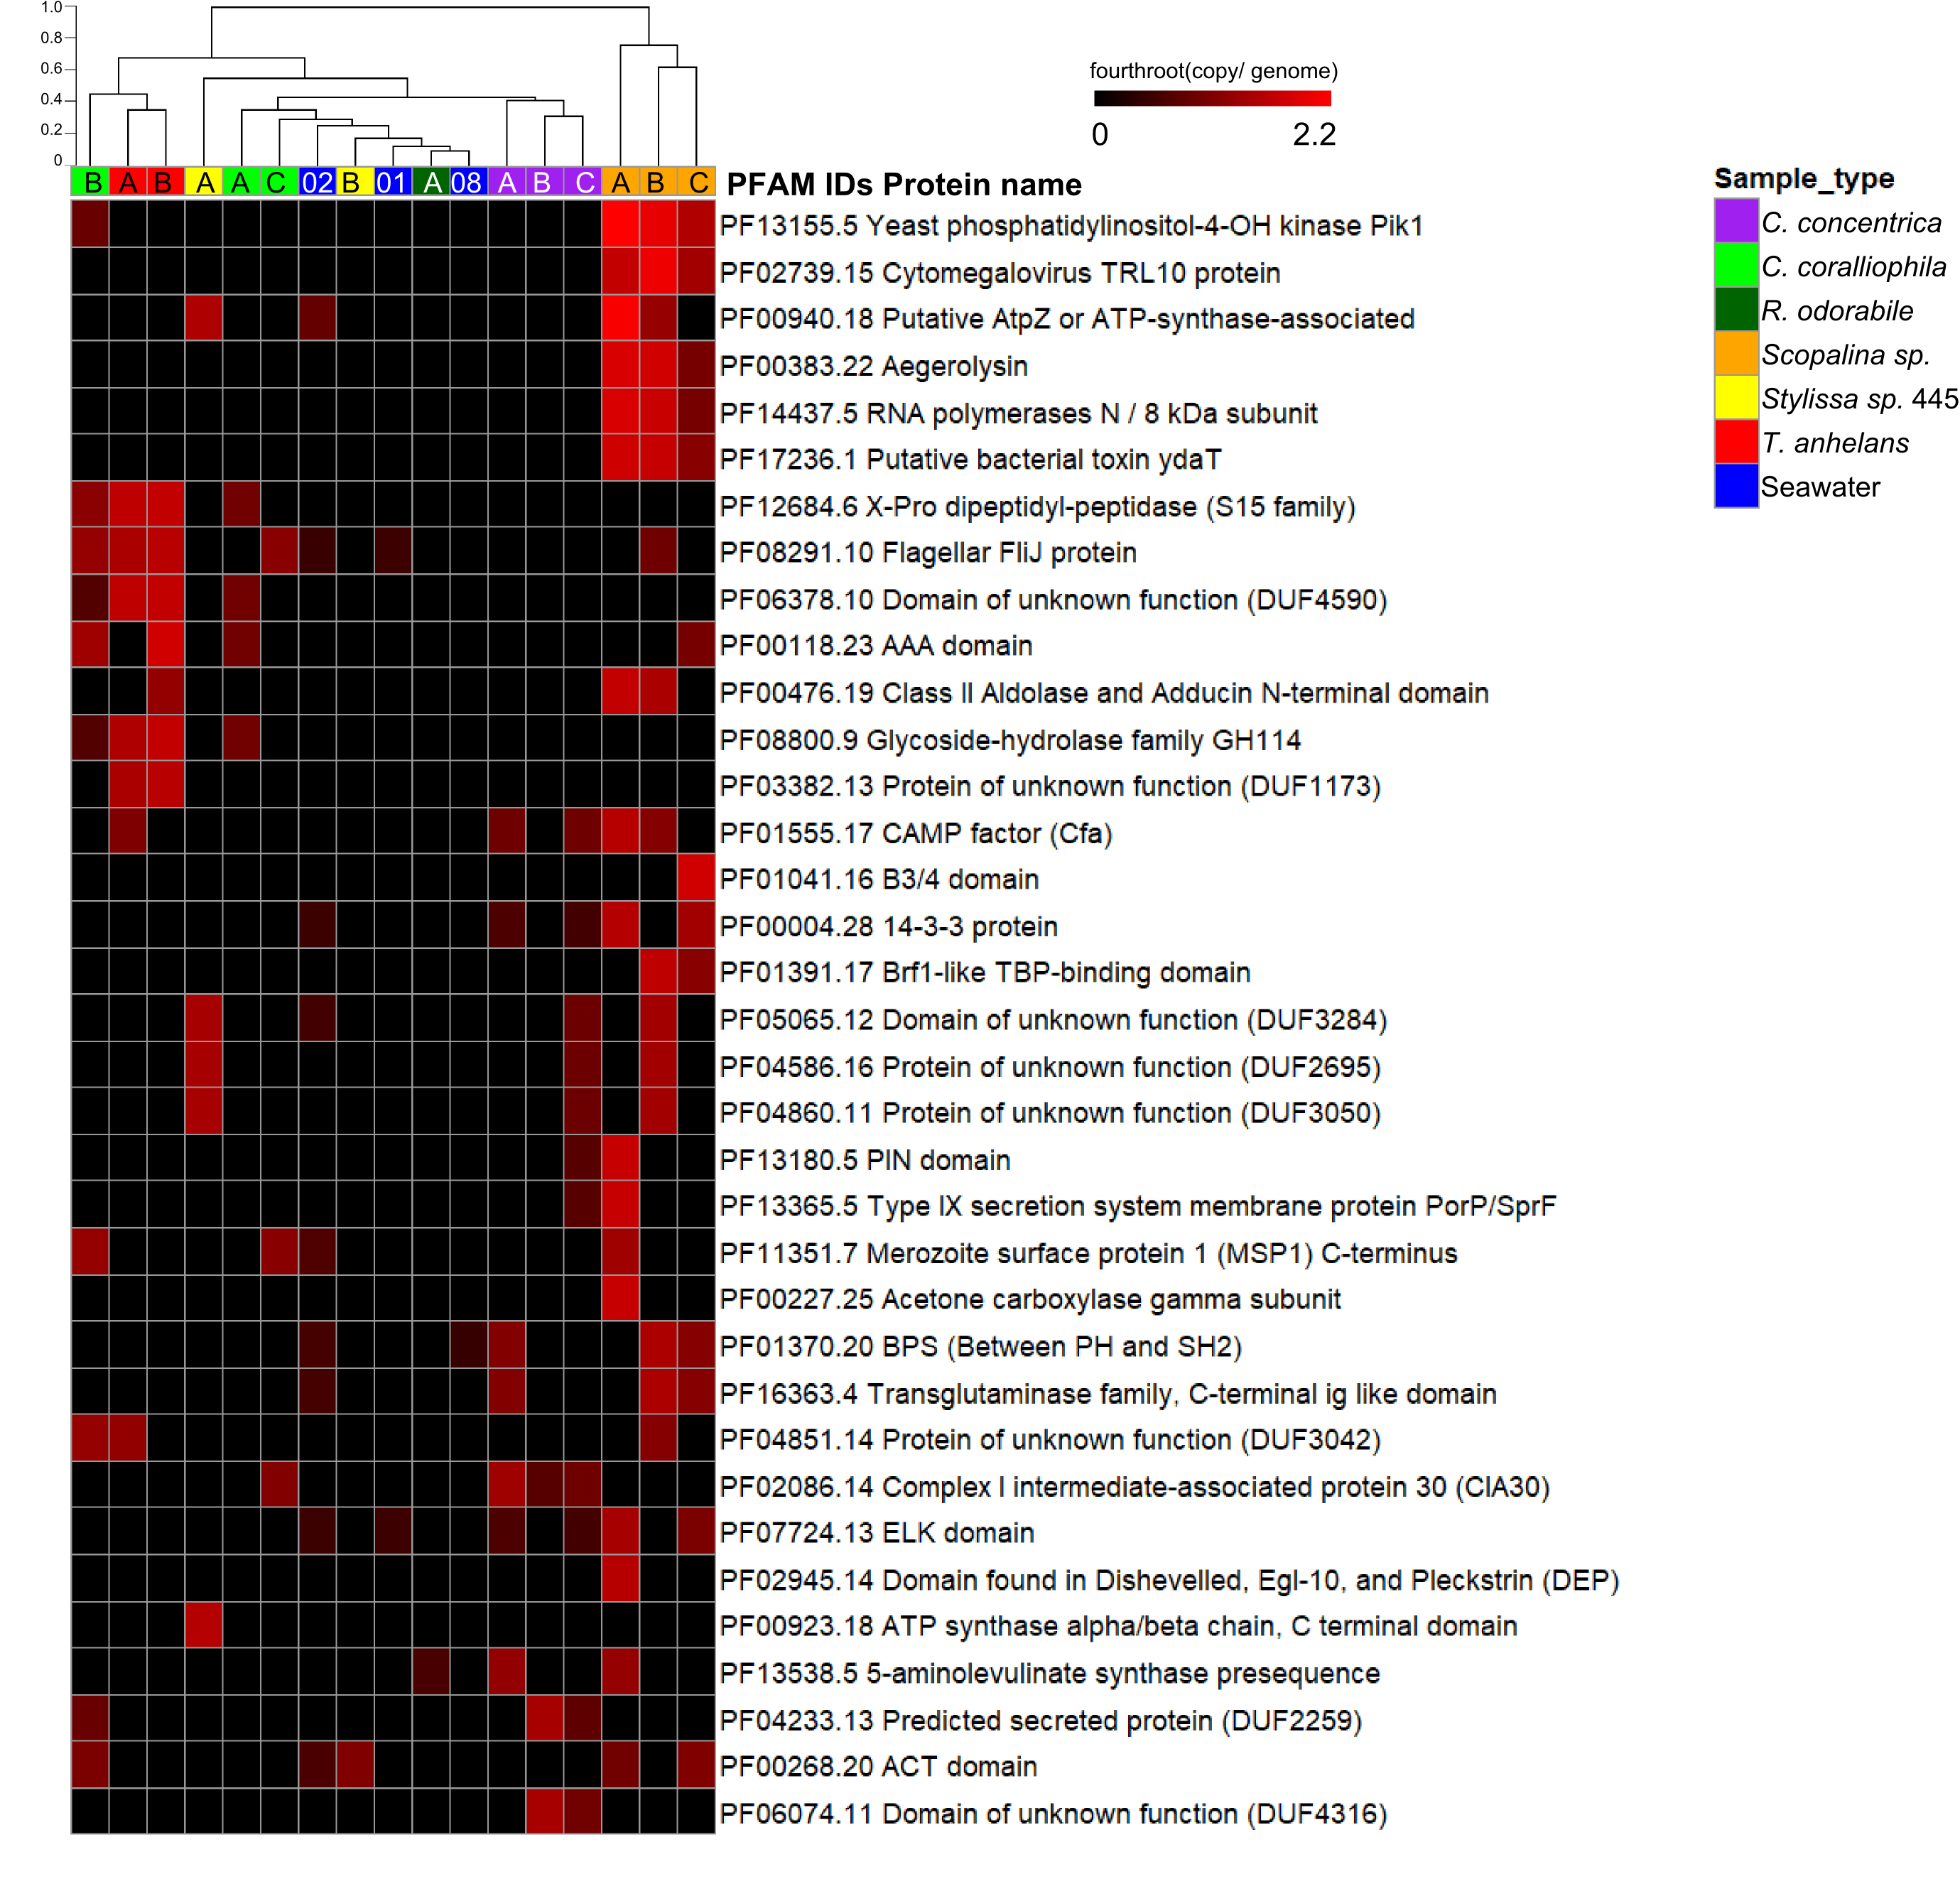 1.0
0.8
0.6
0.4
0.2
0
fourthroot(copy/ genome)
0 2.2
B A B A A C 02 B 01 A 08 A B C A B C
PFAM IDs Protein name
PF13155.5 Yeast phosphatidylinositol-4-OH kinase Pik1
PF02739.15 Cytomegalovirus TRL10 protein
PF00940.18 Putative AtpZ or ATP-synthase-associated
PF00383.22 Aegerolysin
PF14437.5 RNA polymerases N / 8 kDa subunit
PF17236.1 Putative bacterial toxin ydaT
PF12684.6 X-Pro dipeptidyl-peptidase (S15 family)
PF08291.10 Flagellar FliJ protein
PF06378.10 Domain of unknown function (DUF4590)
PF00118.23 AAA domain
PF00476.19 Class II Aldolase and Adducin N-terminal domain
PF08800.9 Glycoside-hydrolase family GH114
PF03382.13 Protein of unknown function (DUF1173)
PF01555.17 CAMP factor (Cfa)
PF01041.16 B3/4 domain
PF00004.28 14-3-3 protein
PF01391.17 Brf1-like TBP-binding domain
PF05065.12 Domain of unknown function (DUF3284)
PF04586.16 Protein of unknown function (DUF2695)
PF04860.11 Protein of unknown function (DUF3050)
PF13180.5 PIN domain
PF13365.5 Type IX secretion system membrane protein PorP/SprF
PF11351.7 Merozoite surface protein 1 (MSP1) C-terminus
PF00227.25 Acetone carboxylase gamma subunit
PF01370.20 BPS (Between PH and SH2)
PF16363.4 Transglutaminase family, C-terminal ig like domain
PF04851.14 Protein of unknown function (DUF3042)
PF02086.14 Complex I intermediate-associated protein 30 (CIA30)
PF07724.13 ELK domain
PF02945.14 Domain found in Dishevelled, Egl-10, and Pleckstrin (DEP)
PF00923.18 ATP synthase alpha/beta chain, C terminal domain
PF13538.5 5-aminolevulinate synthase presequence
PF04233.13 Predicted secreted protein (DUF2259)
PF00268.20 ACT domain
PF06074.11 Domain of unknown function (DUF4316)
Sample_type
C. concentrica
C. coralliophila
R. odorabile
Scopalina sp.
Stylissa sp. 445
T. anhelans
Seawater